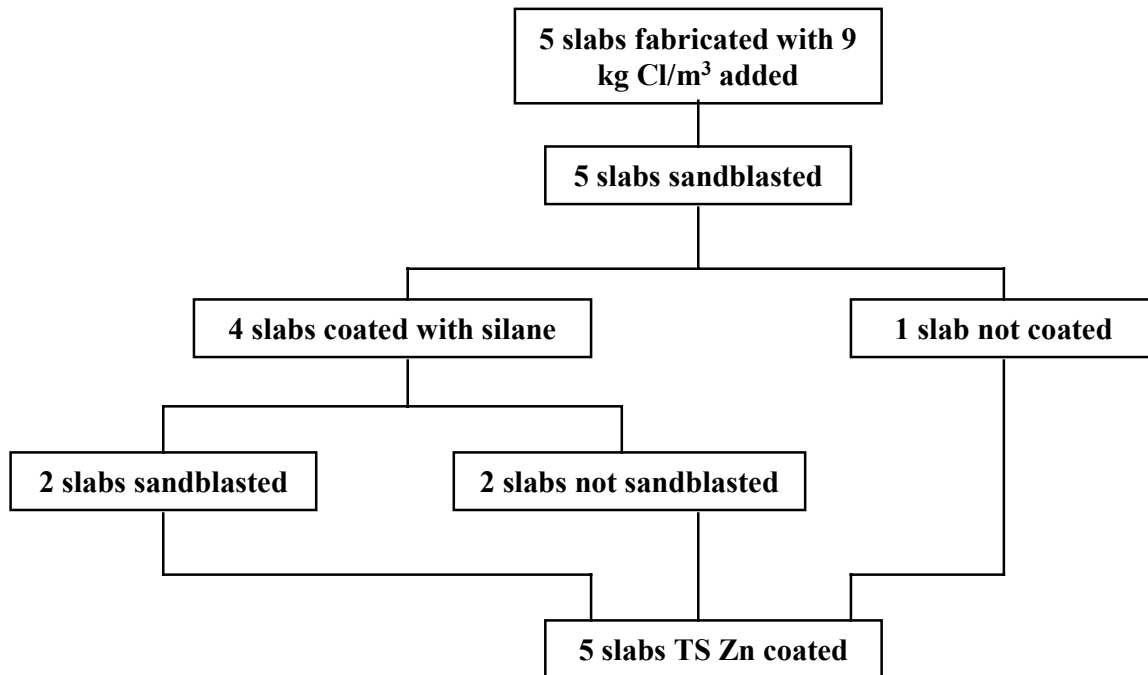 5 slabs fabricated with 9
kg Cl/m³ added
5 slabs sandblasted
4 slabs coated with silane
1 slab not coated
2 slabs sandblasted
2 slabs not sandblasted
5 slabs TS Zn coated